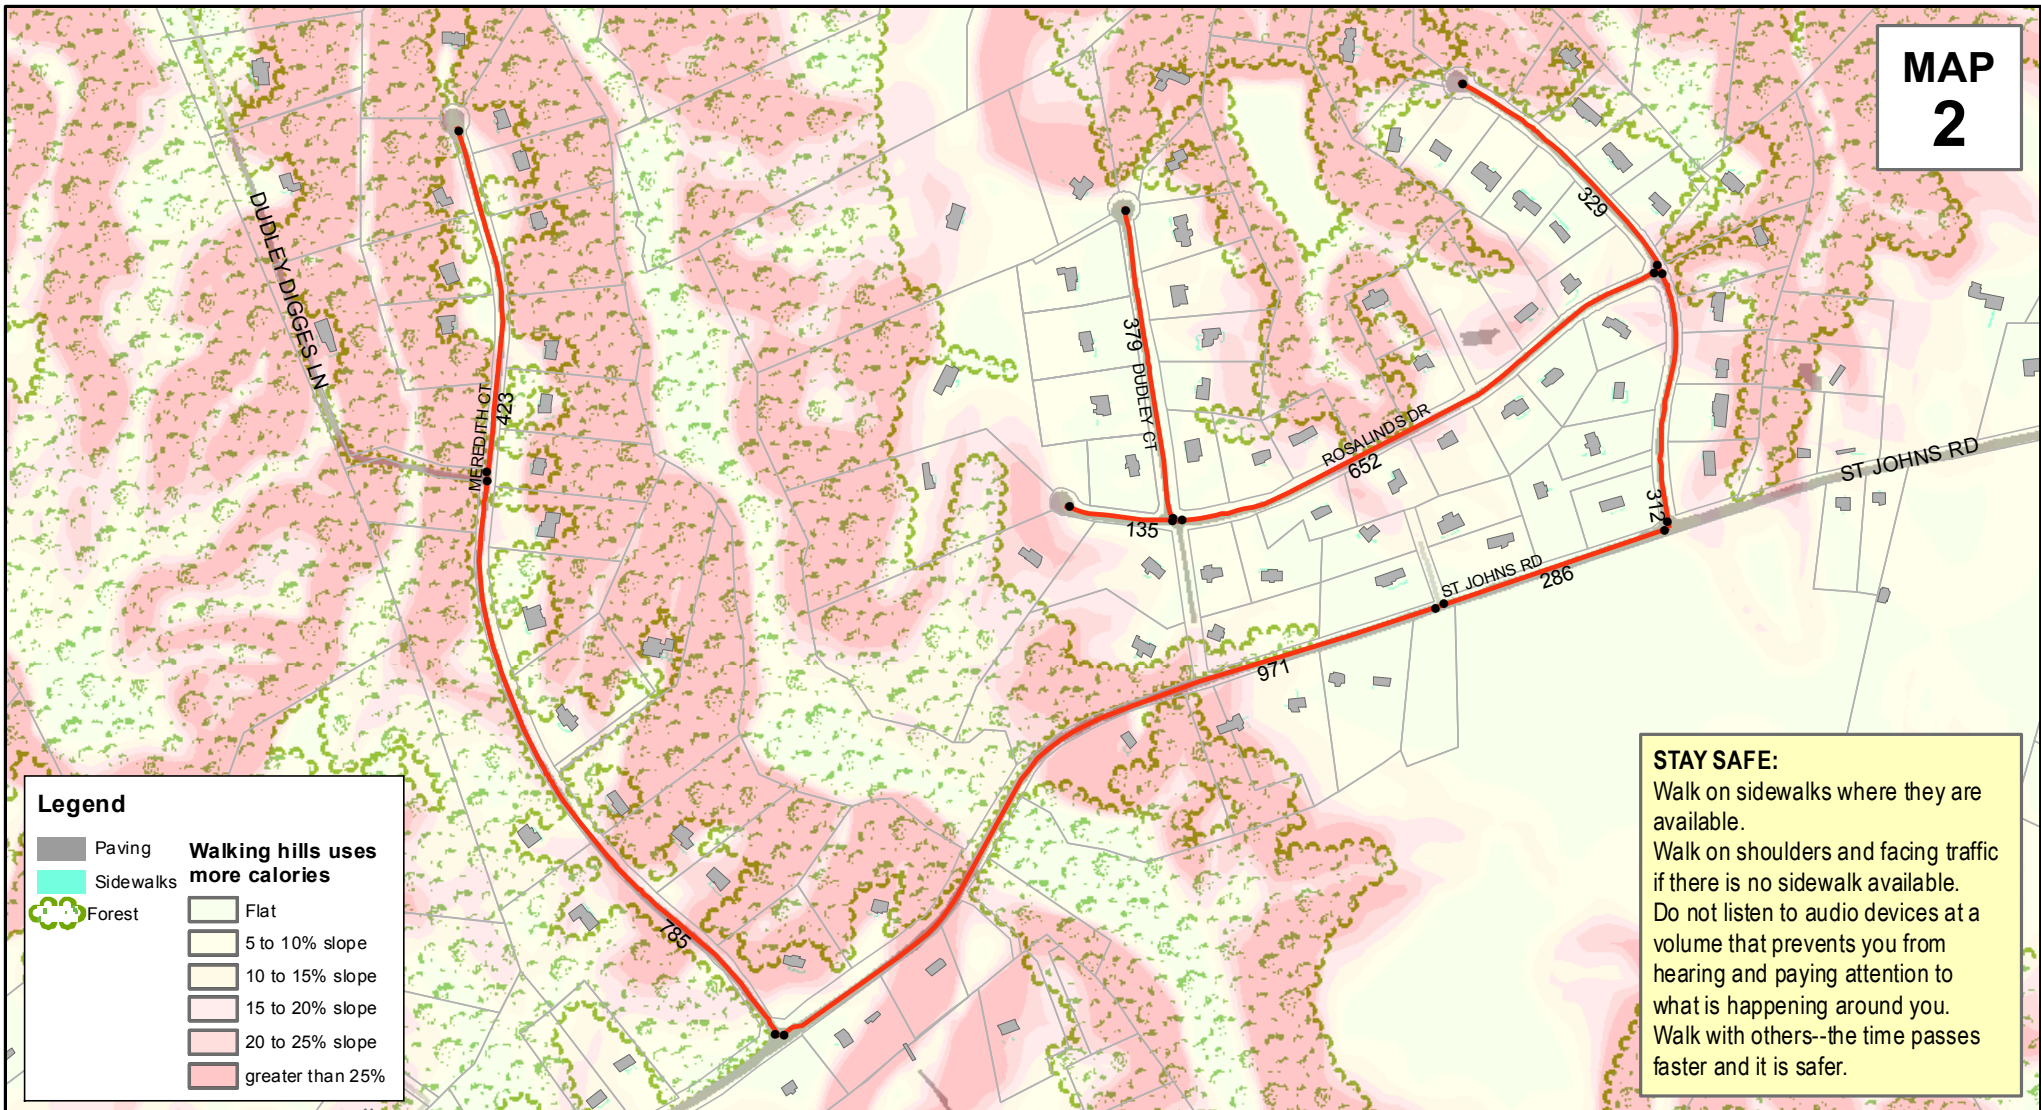 MAP
2
DUDLEY DIGGES LN
MEREDITH CT
423
379
DUDLEY CT
329
ROSALINDS DR
652
135
312
ST JOHNS RD
ST JOHNS RD
286
971
785
Legend
Paving
Sidewalks
Forest
Walking hills uses
more calories
Flat
5 to 10% slope
10 to 15% slope
15 to 20% slope
20 to 25% slope
greater than 25%
STAY SAFE:
Walk on sidewalks where they are
available.
Walk on shoulders and facing traffic
if there is no sidewalk available.
Do not listen to audio devices at a
volume that prevents you from
hearing and paying attention to
what is happening around you.
Walk with others--the time passes
faster and it is safer.